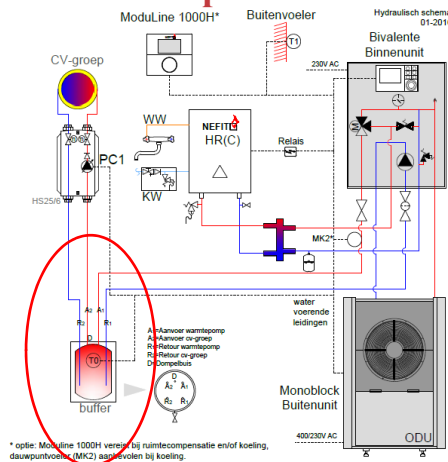 ModuLine 1000H*
Buitenvoeler
Hydraulisch schema
01-2016
Bivalente
Binnenunit
T1
230V AC
CV-groep
WW
NEFIT
HR(C)
Relais
PC1
KW
HS25/6
M
MK2*
A2 A1
R2 R1
D
T0
buffer
A1=Aanvoer warmtepomp
A2=Aanvoer cv-groep
R1=Retour warmtepomp
R2=Retour cv-groep
D=Dompelbuis
D
A2 A1
R2 R1
water
voerende
leidingen
Monoblock
Buitenunit
400/230V AC
ODU
* optie: Moduline 1000H vereist bij ruimtecompensatie en/of koeling,
dauwpuntvoeler (MK2) aanbevolen bij koeling.